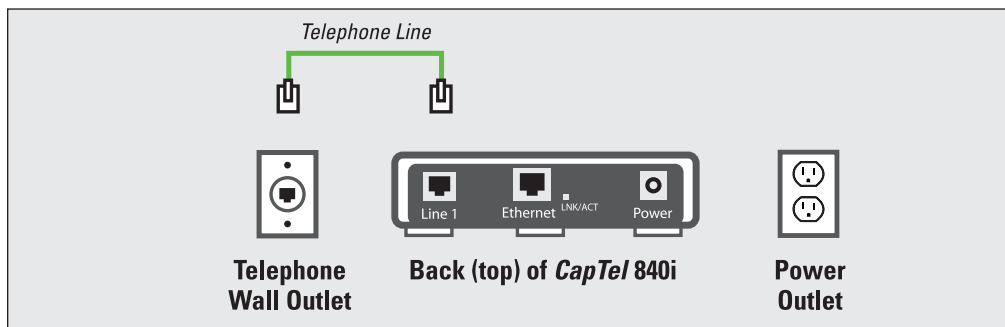 Telephone Line
Line 1
Ethernet
LNK/ACT
Power
Telephone
Wall Outlet
Back (top) of CapTel 840i
Power
Outlet